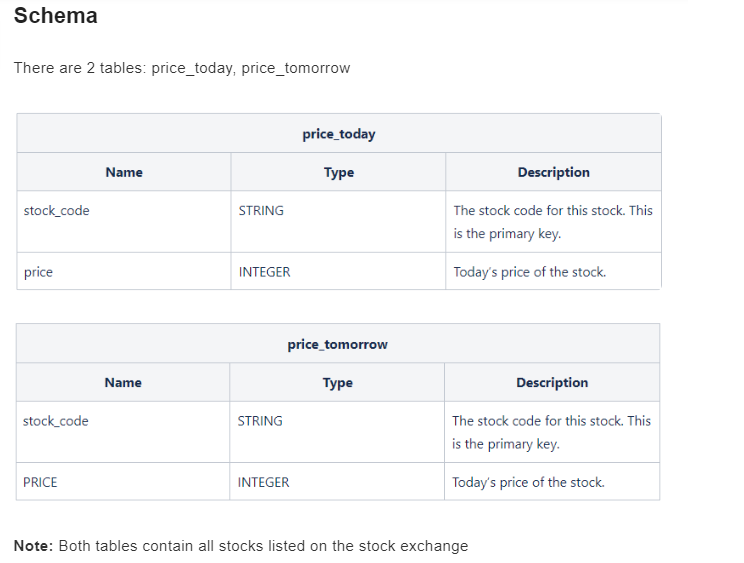 Schema
There are 2 tables: price_today, price_tomorrow
price_today
Name Type Description
stock_code STRING The stock code for this stock. This
is the primary key.
price INTEGER Today's price of the stock.
price_tomorrow
Name Type Description
stock_code STRING The stock code for this stock. This
is the primary key.
PRICE INTEGER Today's price of the stock.
Note: Both tables contain all stocks listed on the stock exchange